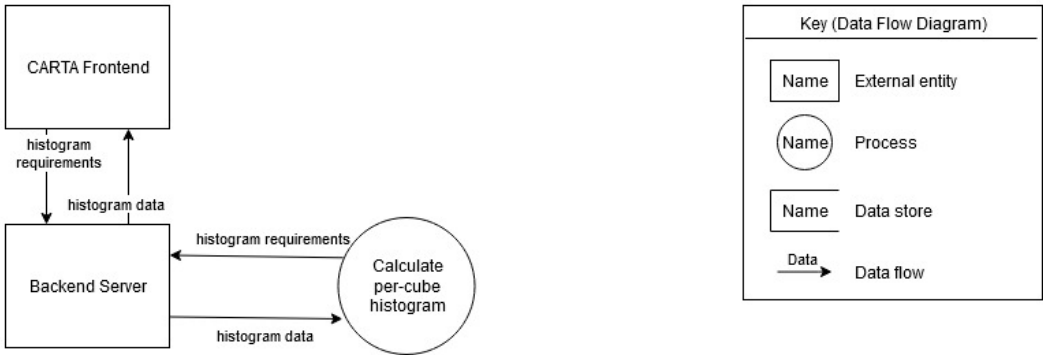 CARTA Frontend
histogram
requirements
histogram data
Backend Server
histogram requirements
histogram data
Calculate
per-cube
histogram
Key (Data Flow Diagram)
Name
External entity
Name
Process
Name
Data store
Data
Data flow